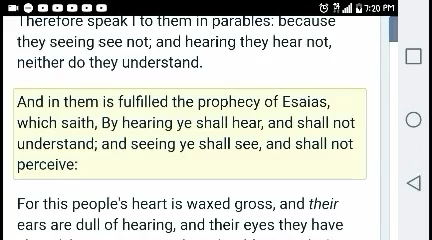 7:20 PM
Therefore speak I to them in parables: because
they seeing see not; and hearing they hear not,
neither do they understand.
And in them is fulfilled the prophecy of Esaias,
which saith, By hearing ye shall hear, and shall not
understand; and seeing ye shall see, and shall not
perceive:
For this people's heart is waxed gross, and their
ears are dull of hearing, and their eyes they have